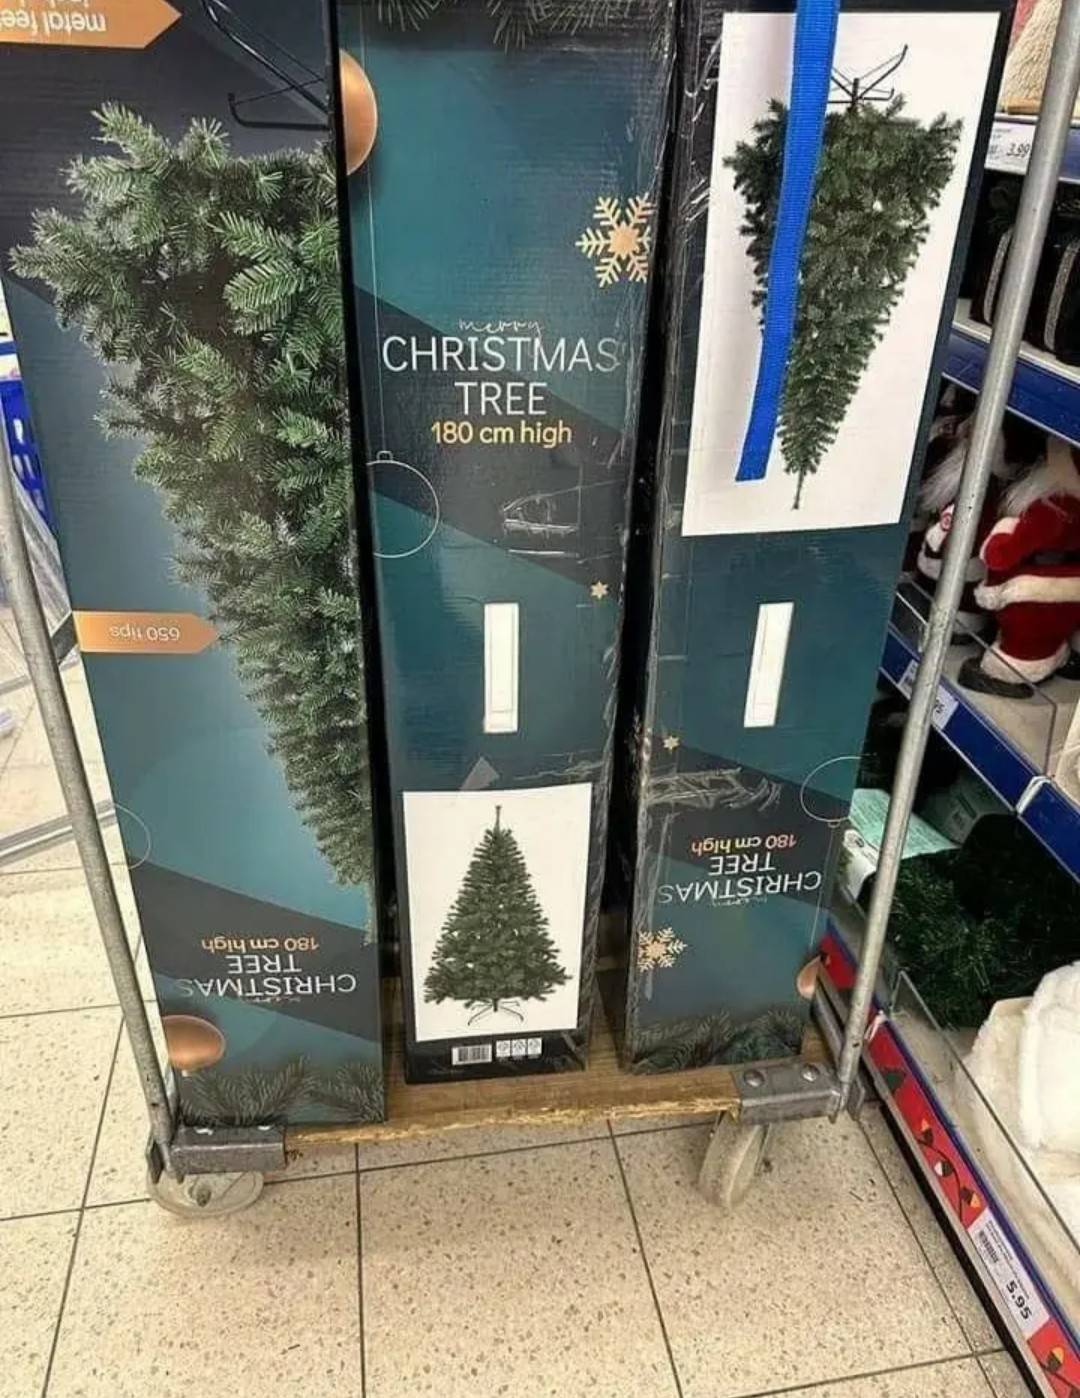 metal feet
3.99
merry
CHRISTMAS
TREE
180 cm high
650 tips
CHRISTMAS
TREE
180 cm high
merry
CHRISTMAS
TREE
180 cm high
5.95